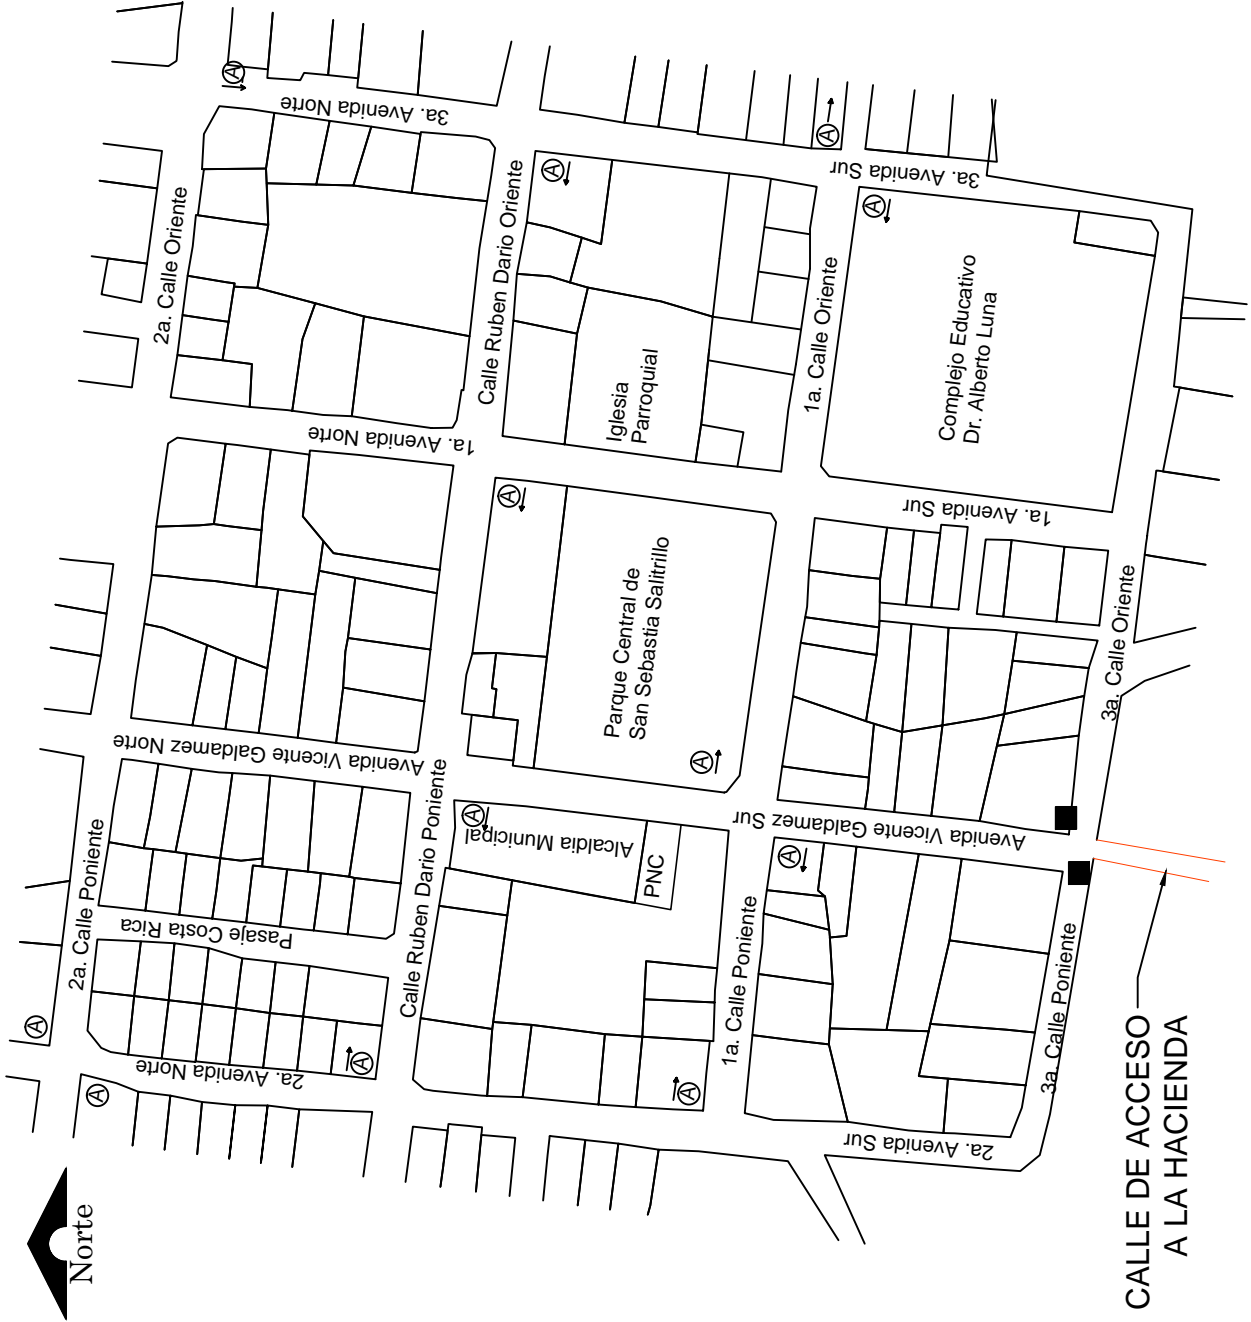 2a. Calle Oriente
3a. Avenida Norte
Calle Ruben Dario Oriente
1a. Avenida Norte
3a. Avenida Sur
1a. Calle Oriente
Iglesia
Parroquial
Complejo Educativo
Dr. Alberto Luna
1a. Avenida Sur
3a. Calle Oriente
Parque Central de
San Sebastia Salitrillo
Avenida Vicente Galdamez Norte
Calle Ruben Dario Poniente
Avenida Vicente Galdamez Sur
Alcaldia Municipal
PNC
2a. Calle Poniente
Pasaje Costa Rica
2a. Avenida Norte
1a. Calle Poniente
2a. Avenida Sur
3a. Calle Poniente
CALLE DE ACCESO
A LA HACIENDA
Norte
A
A
A
A
A
A
A
A
A
A
A
A